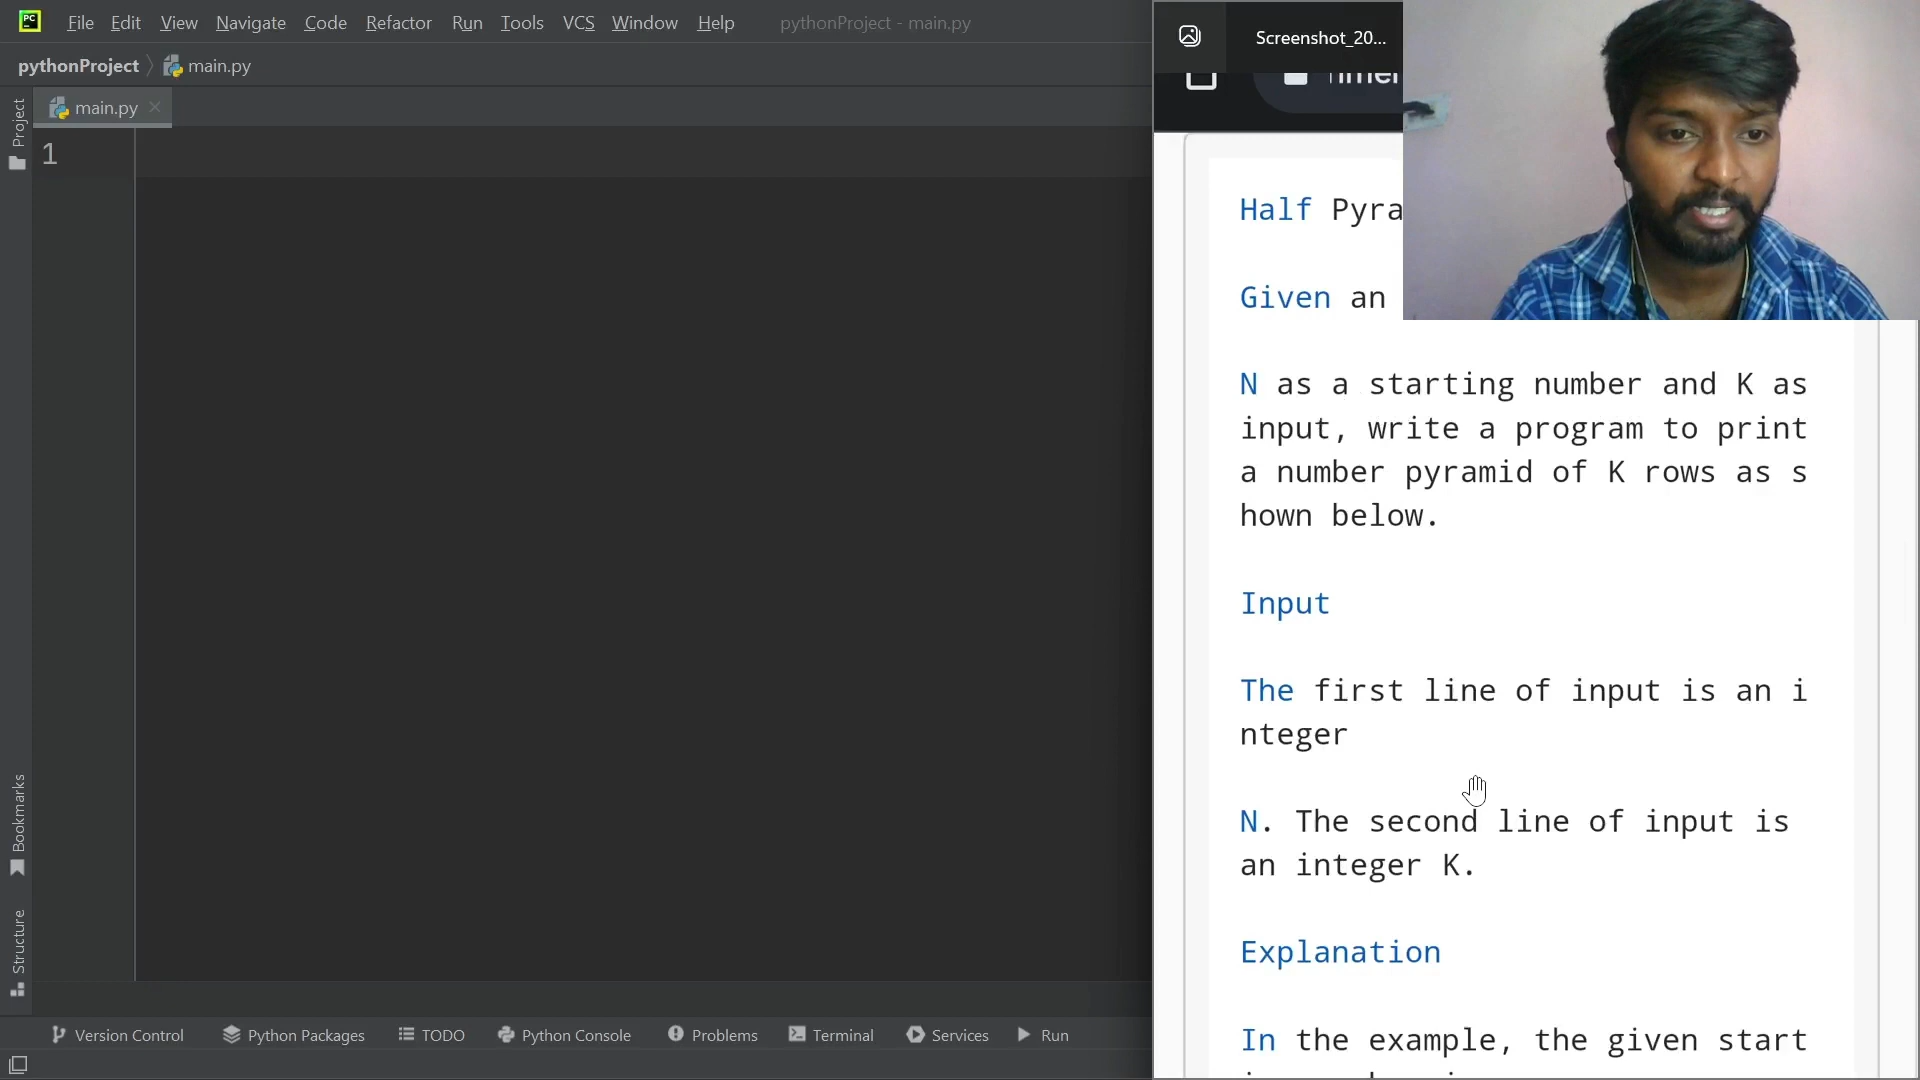 PC File Edit View Navigate Code Refactor Run Tools VCS Window Help pythonProject - main.py
Screenshot_20...
pythonProject main.py
main.py
Project
1
Half Pyra
Given an
N as a starting number and K as
input, write a program to print
a number pyramid of K rows as s
hown below.
Input
The first line of input is an i
nteger
N. The second line of input is
an integer K.
Explanation
In the example, the given start
Bookmarks
Structure
Version Control Python Packages TODO Python Console Problems Terminal Services Run